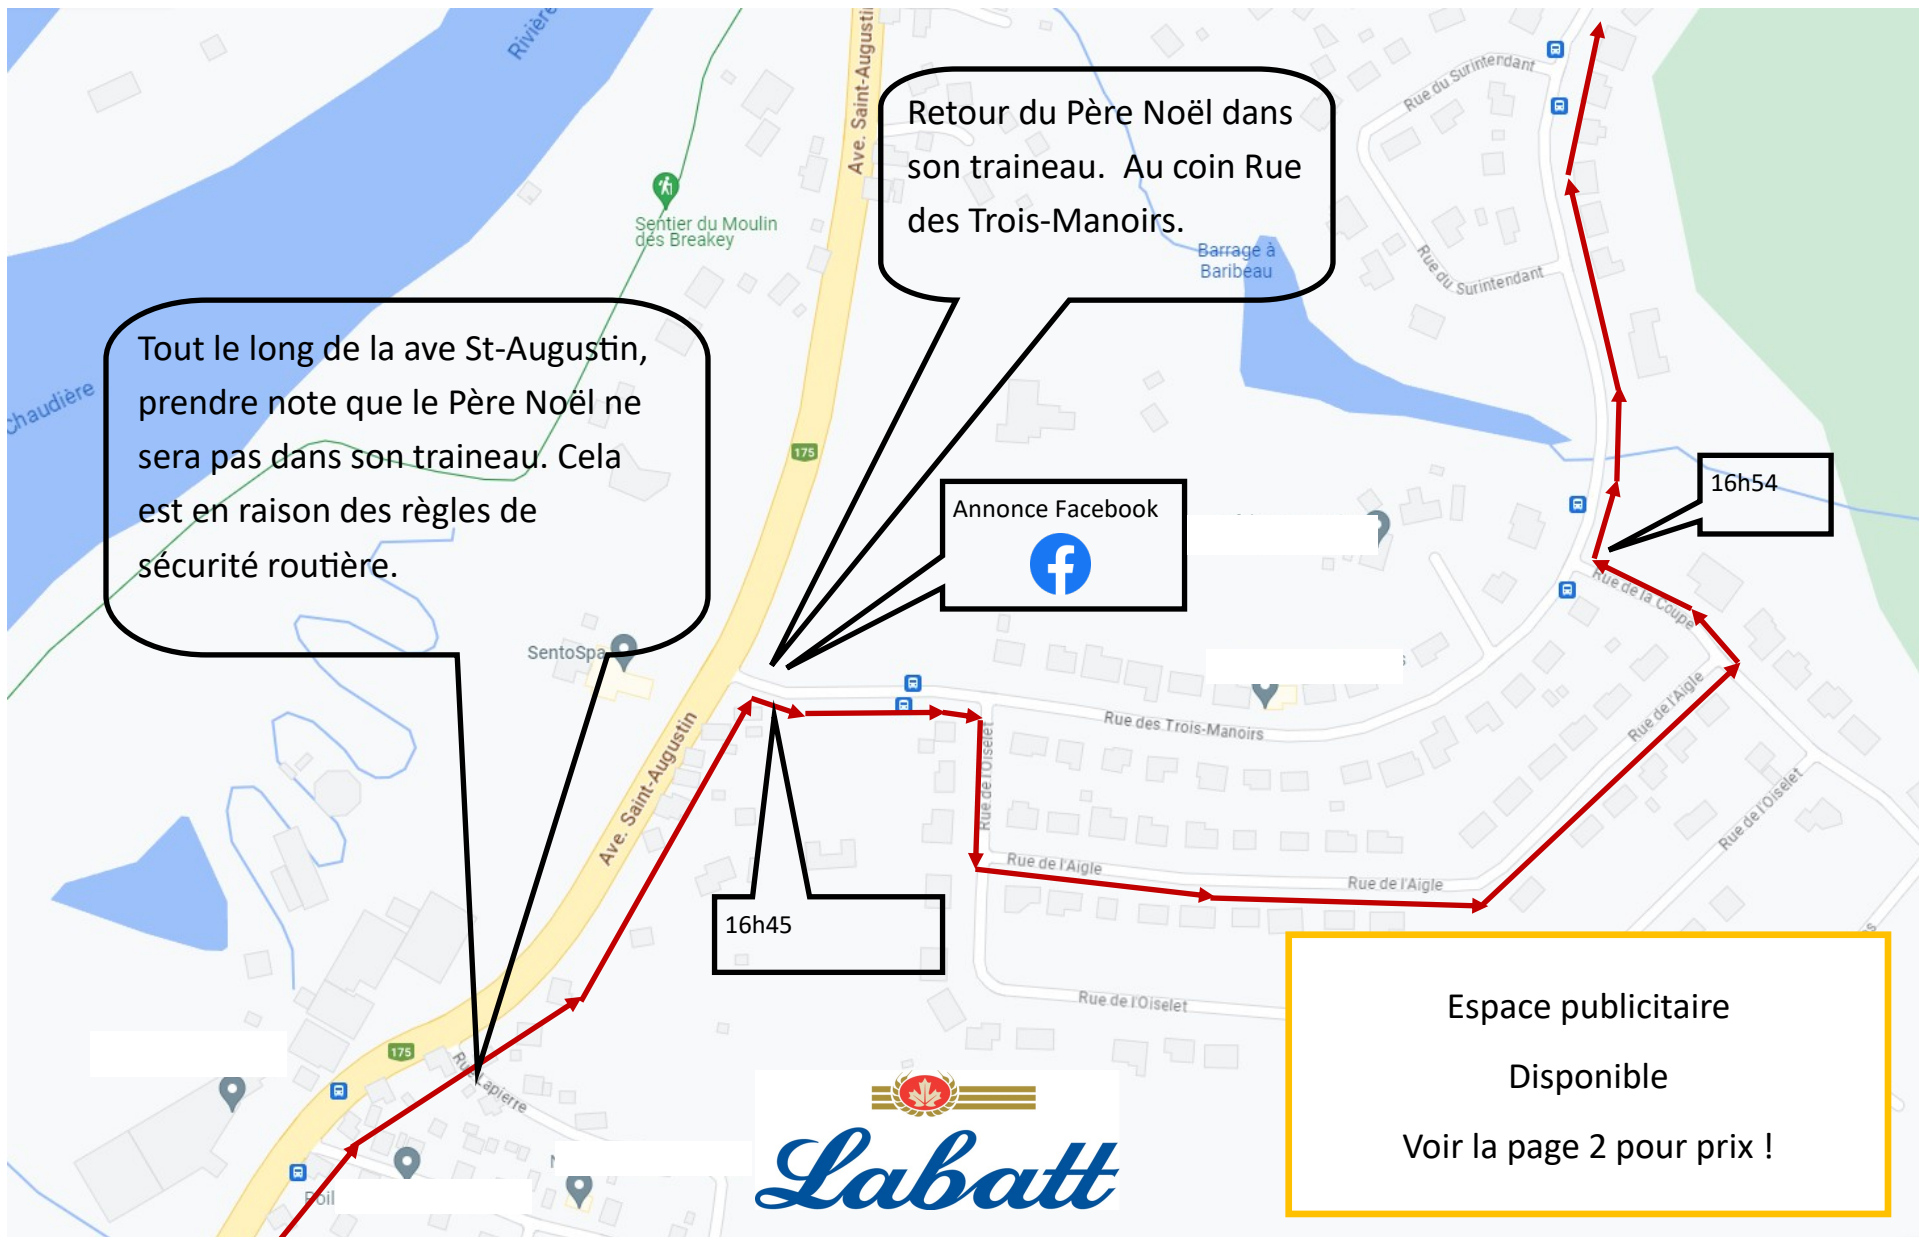 Rivière
Ave. Saint-Augustin
Rue du Surintendant
Retour du Père Noël dans
son traineau.  Au coin Rue
des Trois-Manoirs.
Sentier du Moulin
des Breakey
Barrage à
Baribeau
Rue du Surintendant
Tout le long de la ave St-Augustin,
prendre note que le Père Noël ne
sera pas dans son traineau. Cela
est en raison des règles de
sécurité routière.
Chaudière
175
16h54
Annonce Facebook
Rue de la Coupe
SentoSpa
Rue des Trois-Manoirs
Rue de l'Aigle
Ave. Saint-Augustin
Rue de l'Oiselet
Rue de l'Oiselet
Rue de l'Aigle
Rue de l'Aigle
16h45
Rue de l'Oiselet
Espace publicitaire
Disponible
Voir la page 2 pour prix !
175
Rue Lapierre
Labatt